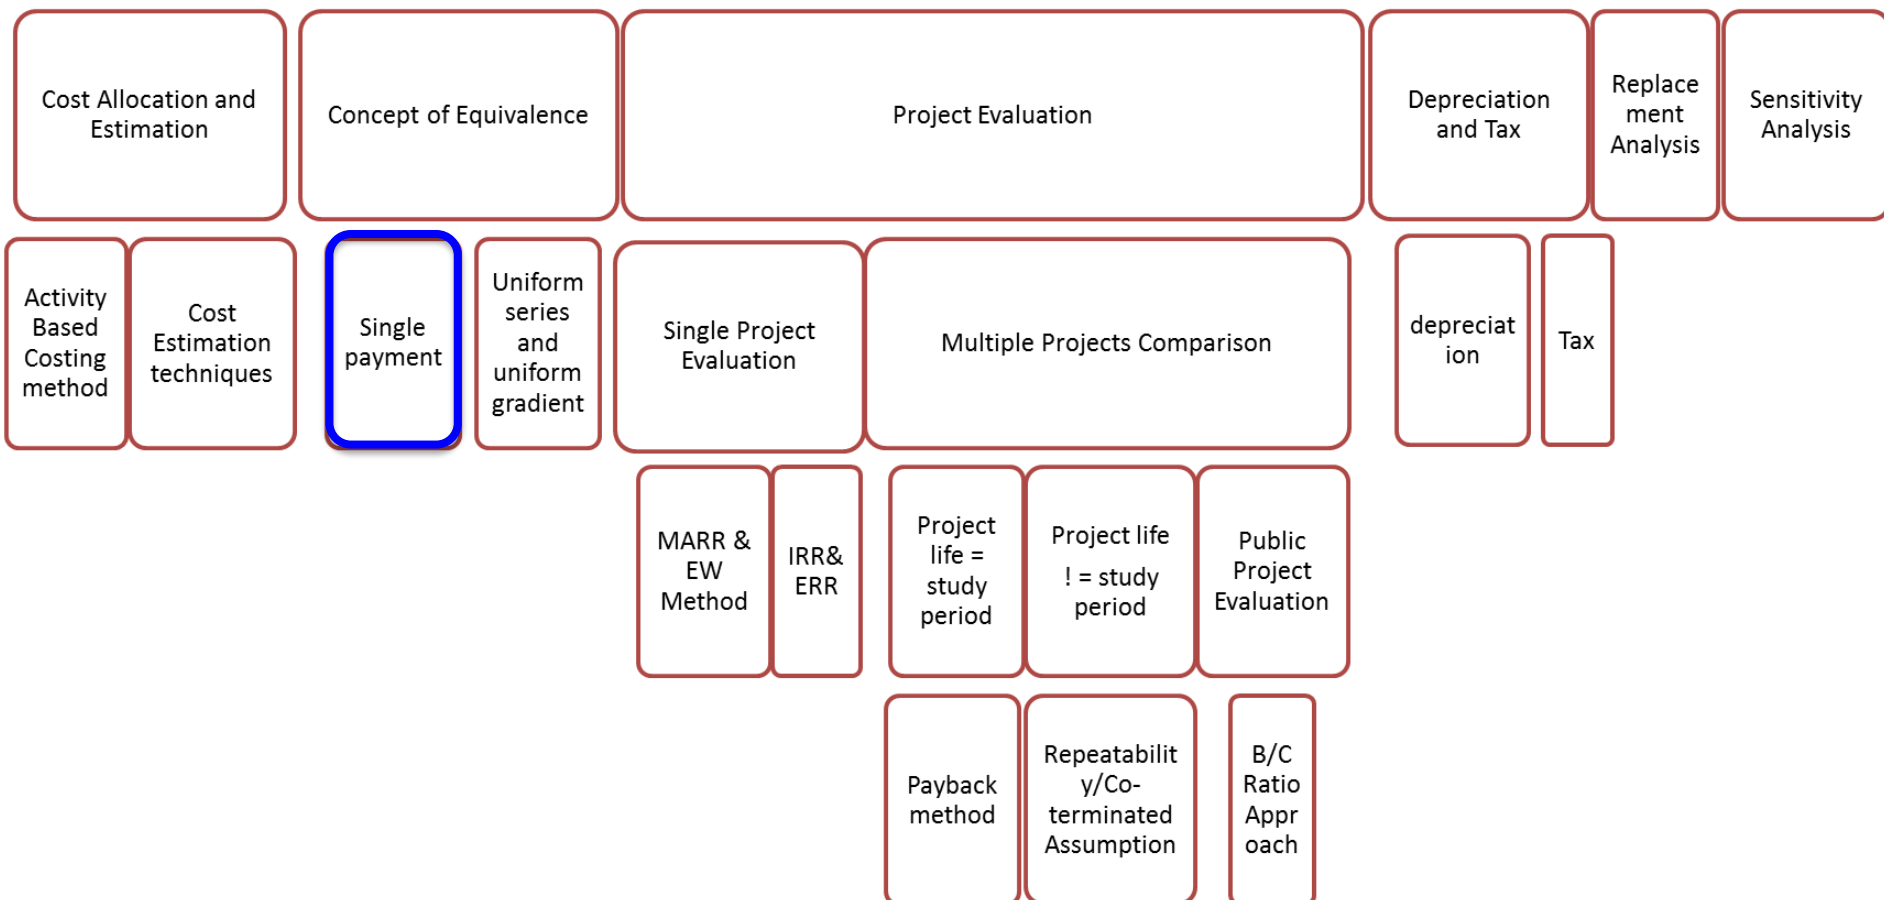 Cost Allocation and
Estimation
Concept of Equivalence
Project Evaluation
Depreciation
and Tax
Replace
ment
Analysis
Sensitivity
Analysis
Activity
Based
Costing
method
Cost
Estimation
techniques
Single
payment
Uniform
series
and
uniform
gradient
Single Project
Evaluation
Multiple Projects Comparison
depreciat
ion
Tax
MARR &
EW
Method
IRR&
ERR
Project
life =
study
period
Project life
! = study
period
Public
Project
Evaluation
Payback
method
Repeatabilit
y/Co-
terminated
Assumption
B/C
Ratio
Appr
oach